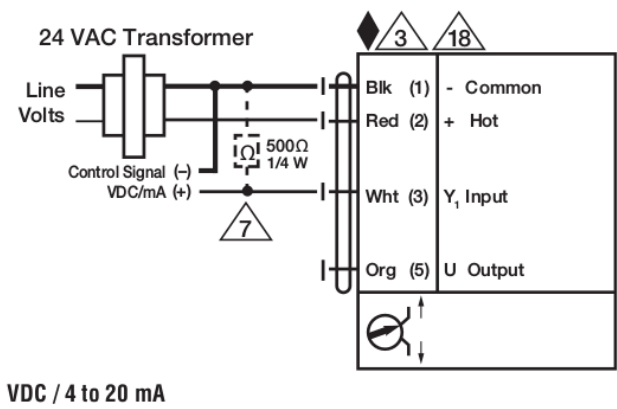 24 VAC Transformer
3
18
Line
Volts
Blk (1) - Common
Red (2) + Hot
Ω
500Ω
1/4 W
Control Signal (–)
VDC/mA (+)
Wht (3) Y1 Input
7
Org (5) U Output
VDC / 4 to 20 mA